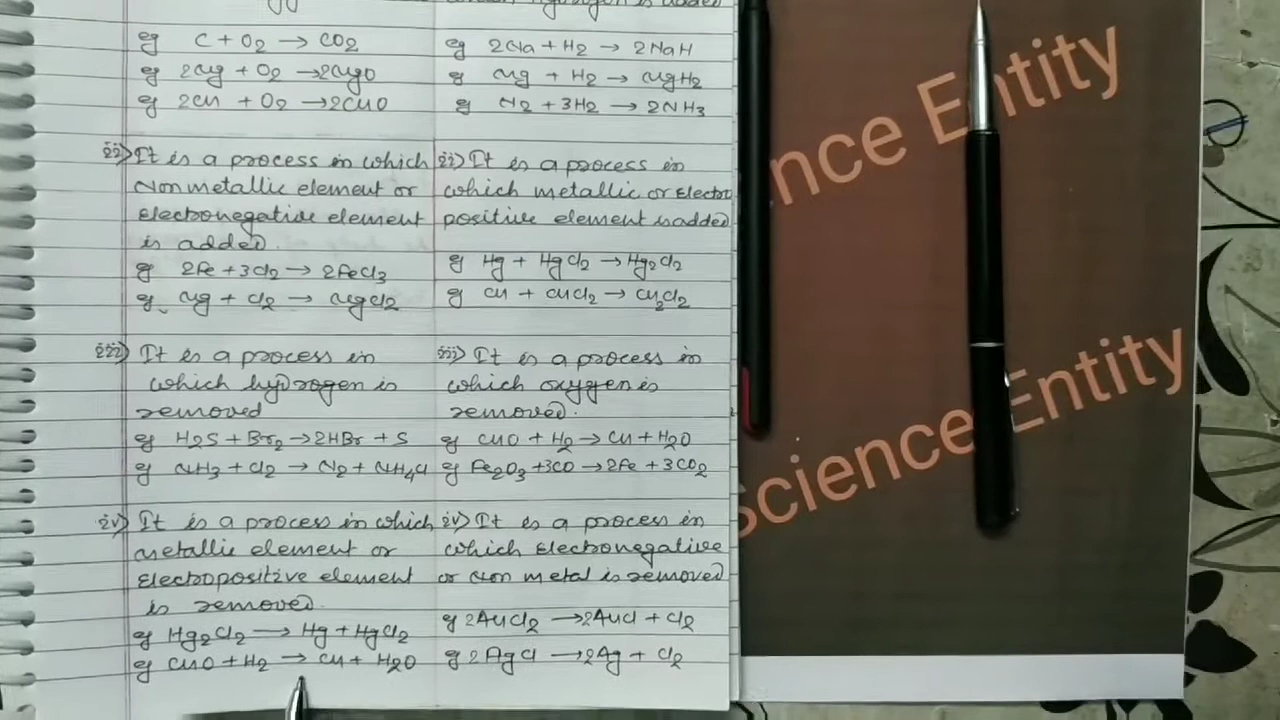 hydrogen is added
eg C + O2 → CO2
eg 2Mg + O2 → 2MgO
eg 2Cu + O2 → 2CuO
ii) It is a process in which
Non metallic element or
Electronegative element
is added.
eg 2Fe + 3Cl2 → 2FeCl3
eg. Mg + Cl2 → MgCl2
iii) It is a process in
which hydrogen is
removed
eg H2S + Br2 → 2HBr + S
eg NH3 + Cl2 → N2 + NH4Cl
iv) It is a process in which
metallic element or
Electropositive element
is removed.
eg Hg2Cl2 → Hg + HgCl2
eg CuO + H2 → Cu + H2O
eg 2Na + H2 → 2NaH
eg Mg + H2 → MgH2
eg N2 + 3H2 → 2NH3
ii) It is a process in
which metallic or Electro
positive element is added
eg Hg + HgCl2 → Hg2Cl2
eg Cu + CuCl2 → Cu2Cl2
iii) It is a process in
which oxygen is
removed.
eg CuO + H2 → Cu + H2O
eg Fe2O3 + 3CO → 2Fe + 3CO2
iv) It is a process in
which Electronegative
or Non metal is removed
eg 2AuCl2 → 2AuCl + Cl2
eg 2AgCl → 2Ag + Cl2
nce Entity
Science Entity